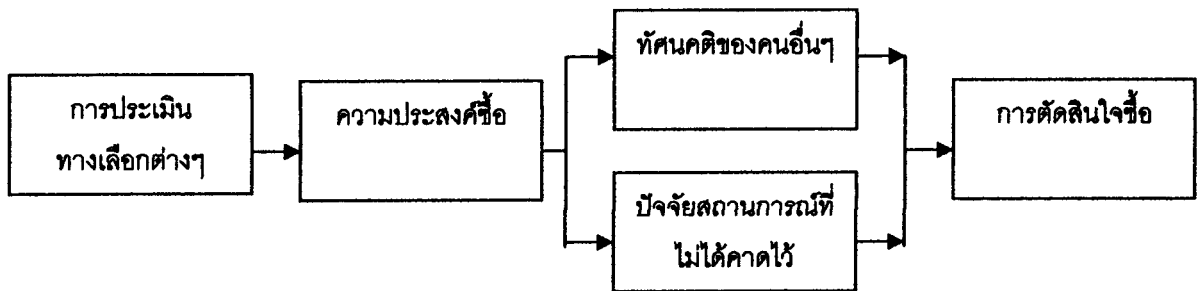 การประเมิน
ทางเลือกต่างๆ
ความประสงค์ซื้อ
ทัศนคติของคนอื่นๆ
ปัจจัยสถานการณ์ที่
ไม่ได้คาดไว้
การตัดสินใจซื้อ